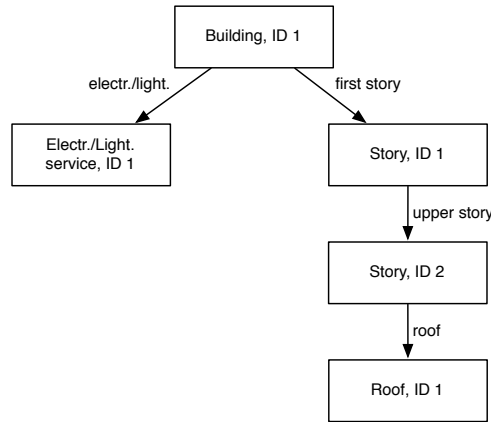 Building, ID 1
electr./light.
first story
Electr./Light.
service, ID 1
Story, ID 1
upper story
Story, ID 2
roof
Roof, ID 1